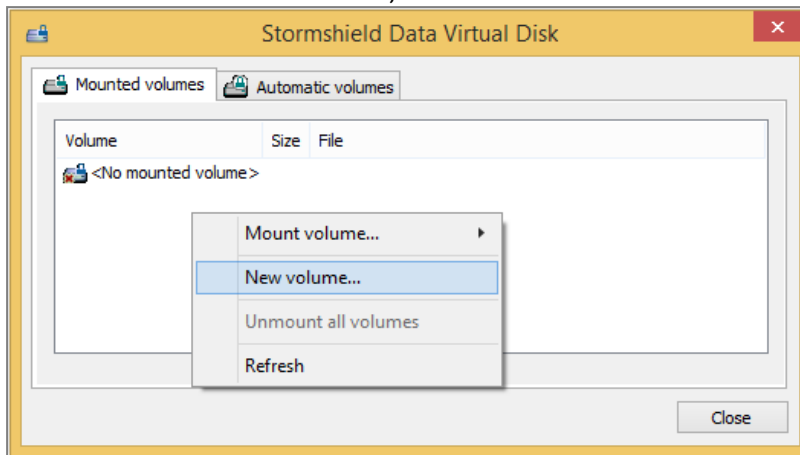 Stormshield Data Virtual Disk
Mounted volumes Automatic volumes
Volume Size File
<No mounted volume>
Mount volume...
New volume...
Unmount all volumes
Refresh
Close